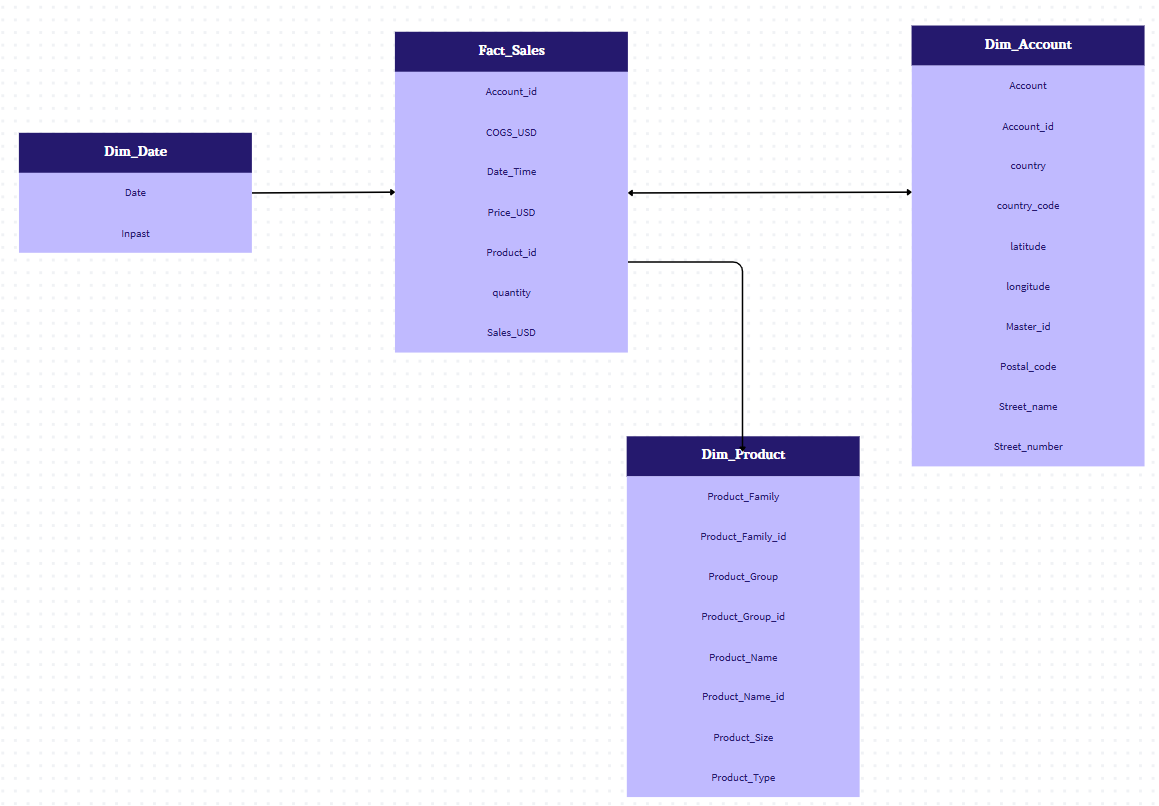 Dim_Date
Date
Inpast
Fact_Sales
Account_id
COGS_USD
Date_Time
Price_USD
Product_id
quantity
Sales_USD
Dim_Account
Account
Account_id
country
country_code
latitude
longitude
Master_id
Postal_code
Street_name
Street_number
Dim_Product
Product_Family
Product_Family_id
Product_Group
Product_Group_id
Product_Name
Product_Name_id
Product_Size
Product_Type